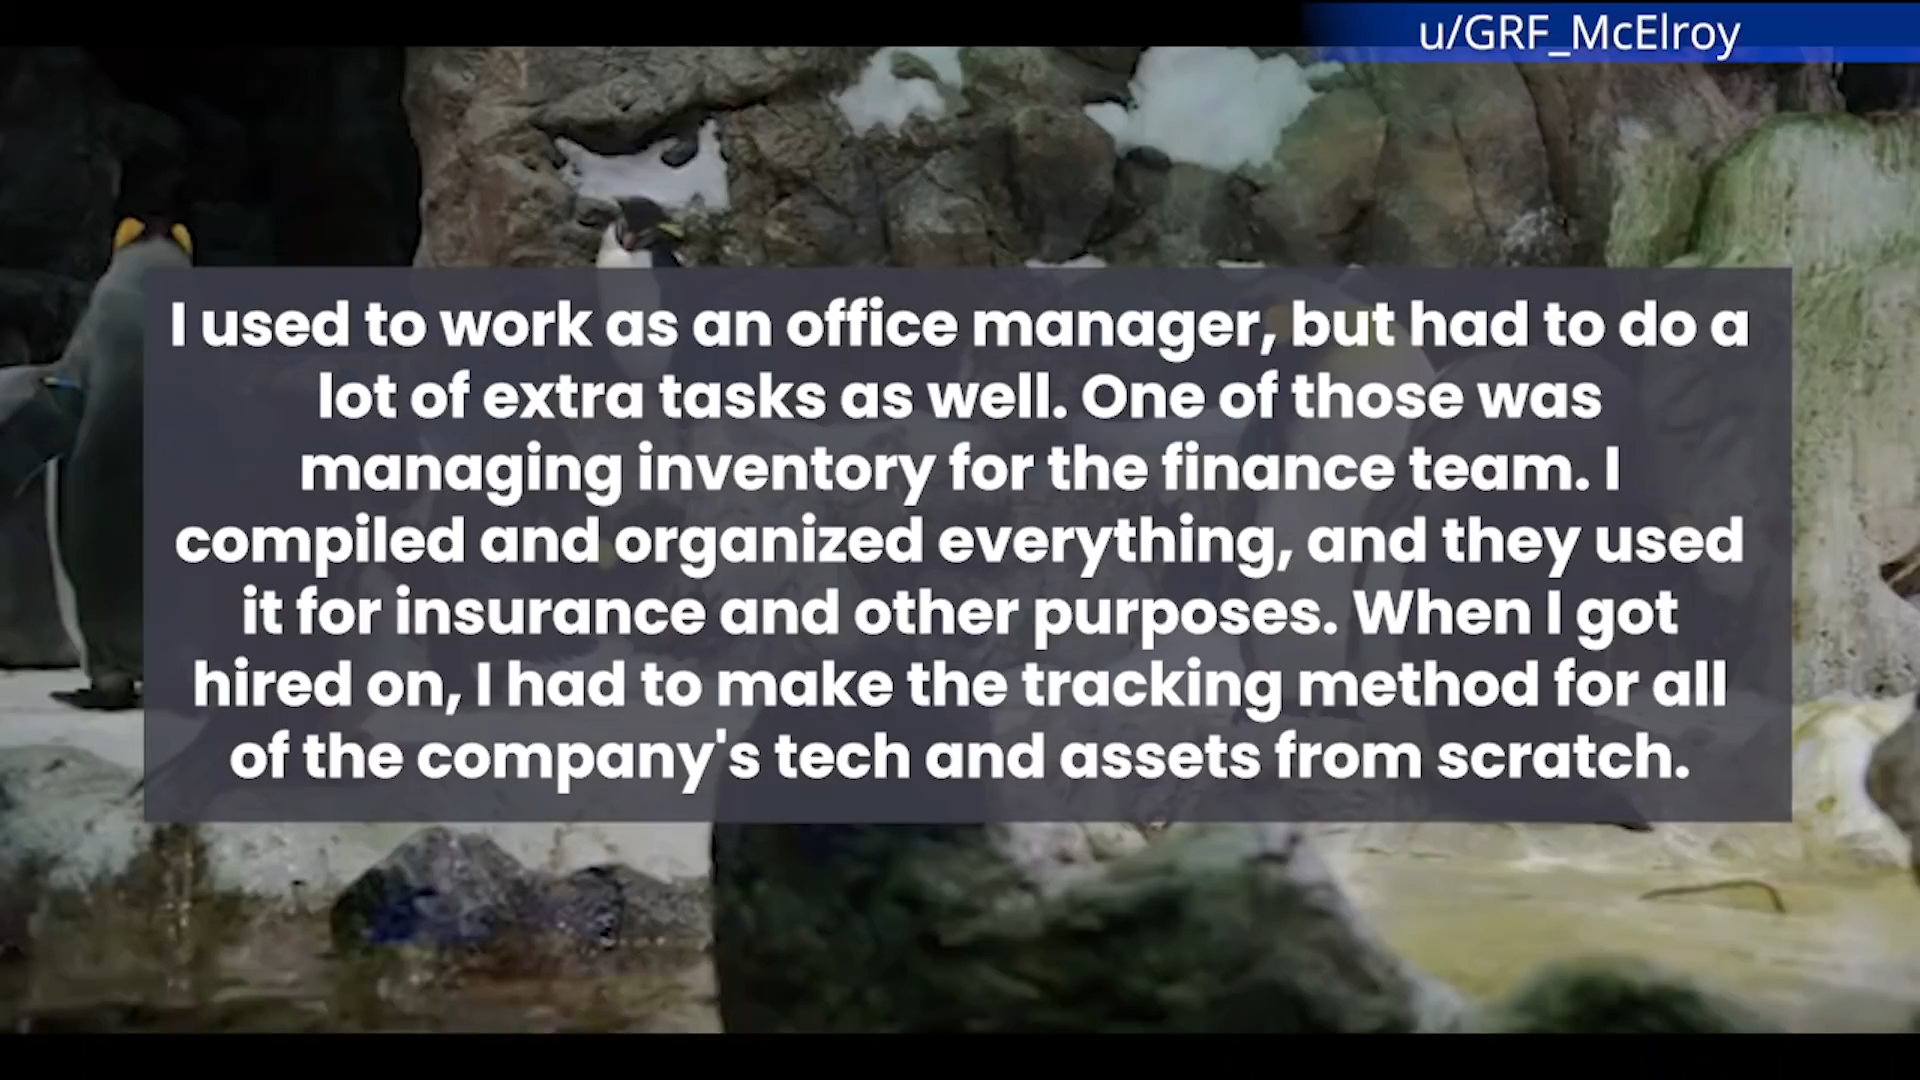 u/GRF_McElroy
I used to work as an office manager, but had to do a
lot of extra tasks as well. One of those was
managing inventory for the finance team. I
compiled and organized everything, and they used
it for insurance and other purposes. When I got
hired on, I had to make the tracking method for all
of the company's tech and assets from scratch.